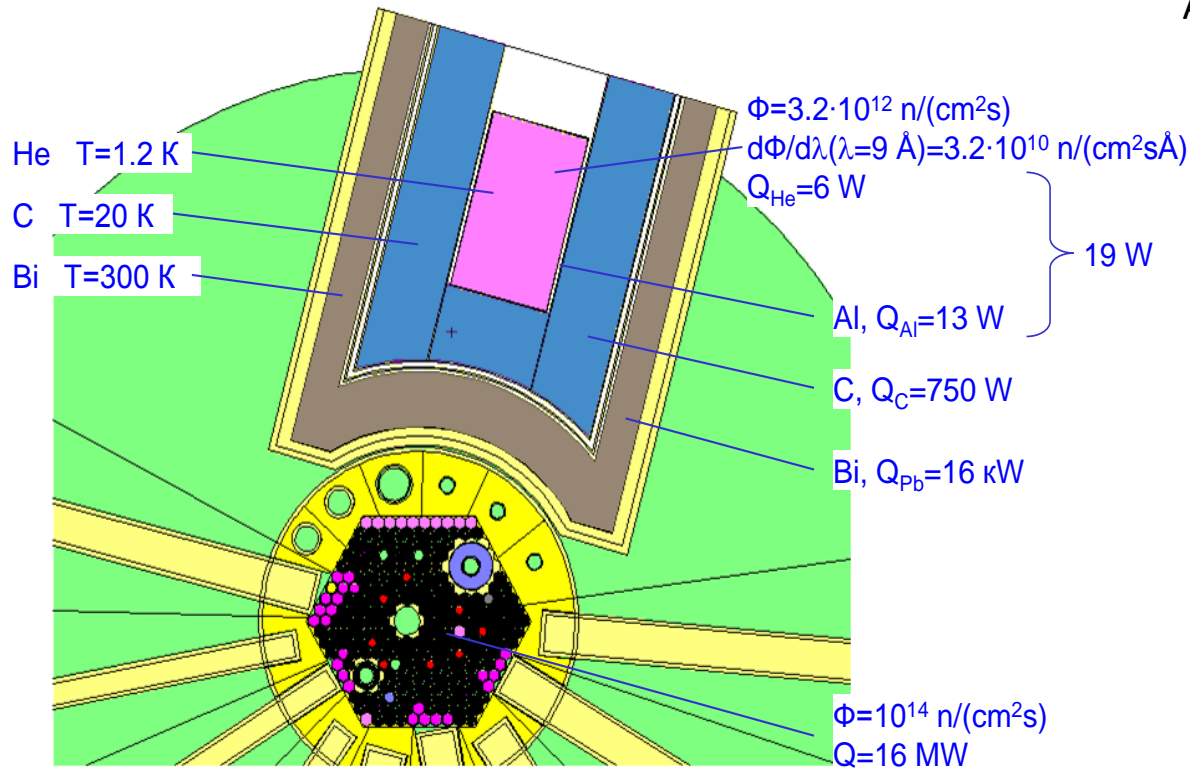 Φ=3.2·10¹² n/(cm²s)
dΦ/dλ(λ=9 Å)=3.2·10¹⁰ n/(cm²sÅ)
Q_He=6 W
He T=1.2 К
C T=20 К
Bi T=300 К
19 W
Al, Q_Al=13 W
C, Q_C=750 W
Bi, Q_Pb=16 кW
Φ=10¹⁴ n/(cm²s)
Q=16 MW